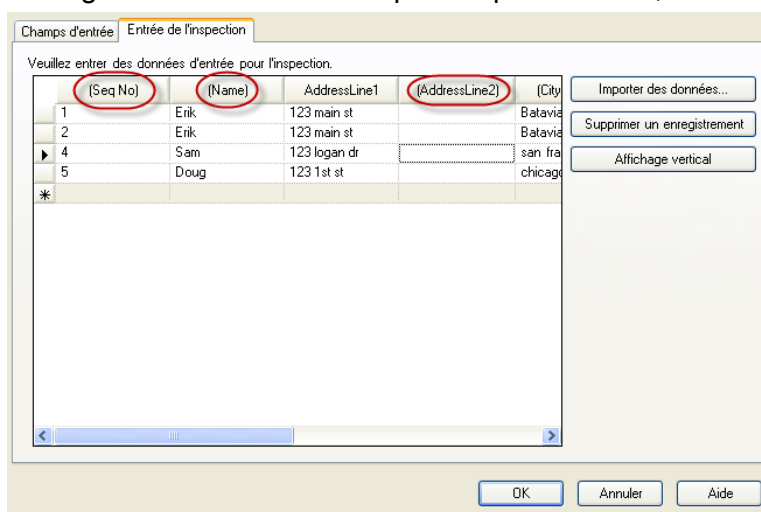 Champs d'entrée Entrée de l'inspection
Veuillez entrer des données d'entrée pour l'inspection.
(Seq No) (Name) AddressLine1 (AddressLine2) (City
1 Erik 123 main st Batavia
2 Erik 123 main st Batavia
4 Sam 123 logan dr san fra
5 Doug 123 1st st chicago
Importer des données...
Supprimer un enregistrement
Affichage vertical
OK Annuler Aide